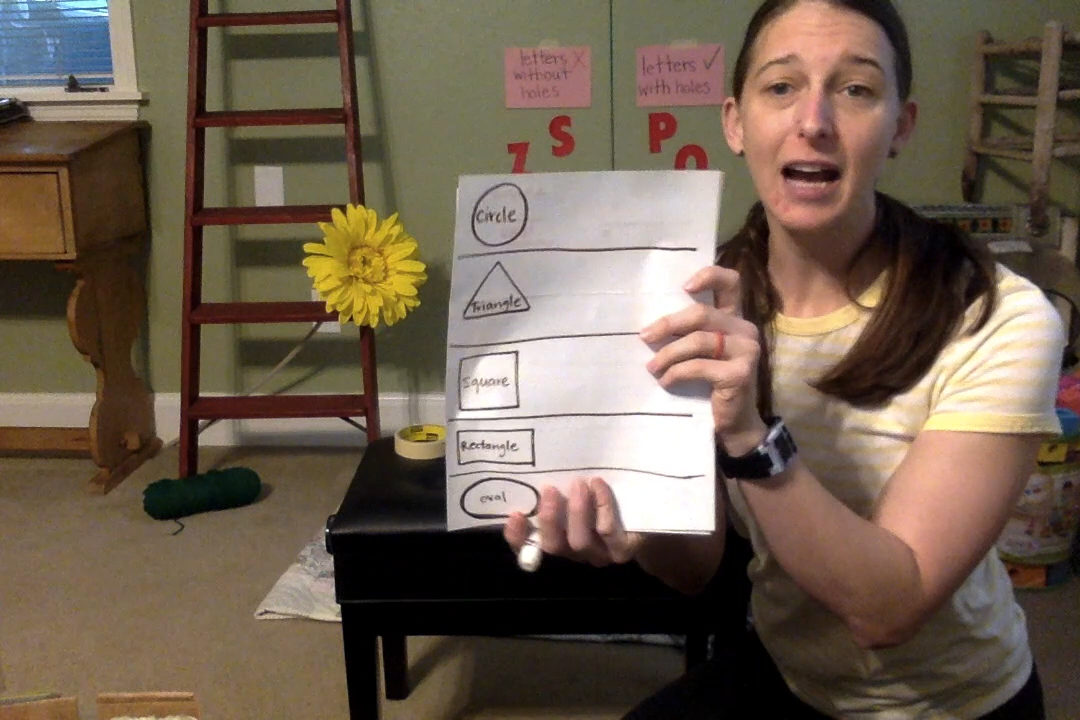 letters X
without
holes
letters ✓
with holes
Z S
P O
Circle
Triangle
Square
Rectangle
oval